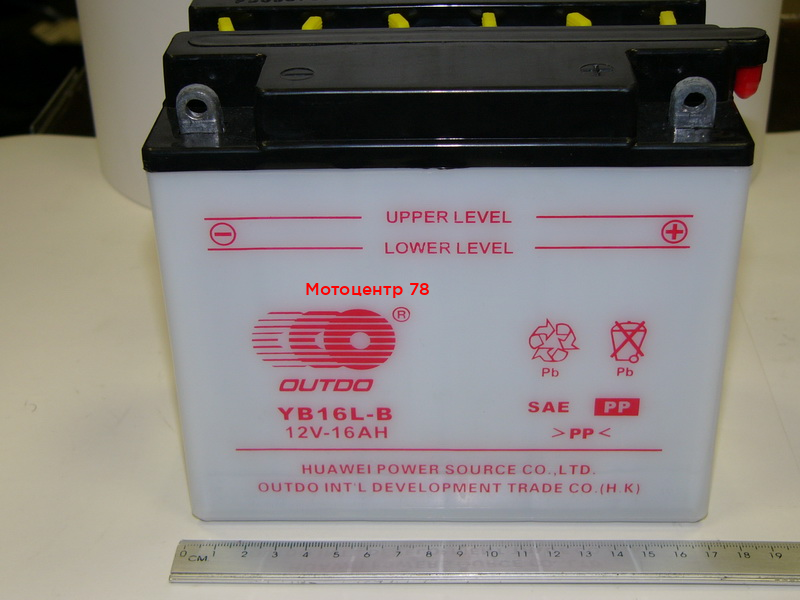 UPPER LEVEL
LOWER LEVEL
Мотоцентр 78
®
OUTDO
Pb Pb
YB16L-B
SAE PP
12V-16AH
>PP<
HUAWEI POWER SOURCE CO.,LTD.
OUTDO INT'L DEVELOPMENT TRADE CO.(H.K)
0 1 2 3 4 5 6 7 8 9 10 11 12 13 14 15 16 17 18 19
CM